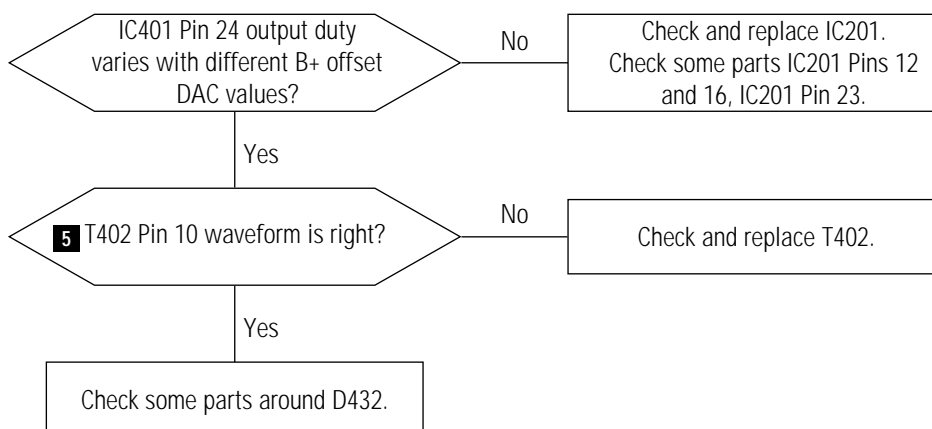 IC401 Pin 24 output duty
varies with different B+ offset
DAC values?
No
Check and replace IC201.
Check some parts IC201 Pins 12
and 16, IC201 Pin 23.
Yes
5 T402 Pin 10 waveform is right?
No
Check and replace T402.
Yes
Check some parts around D432.